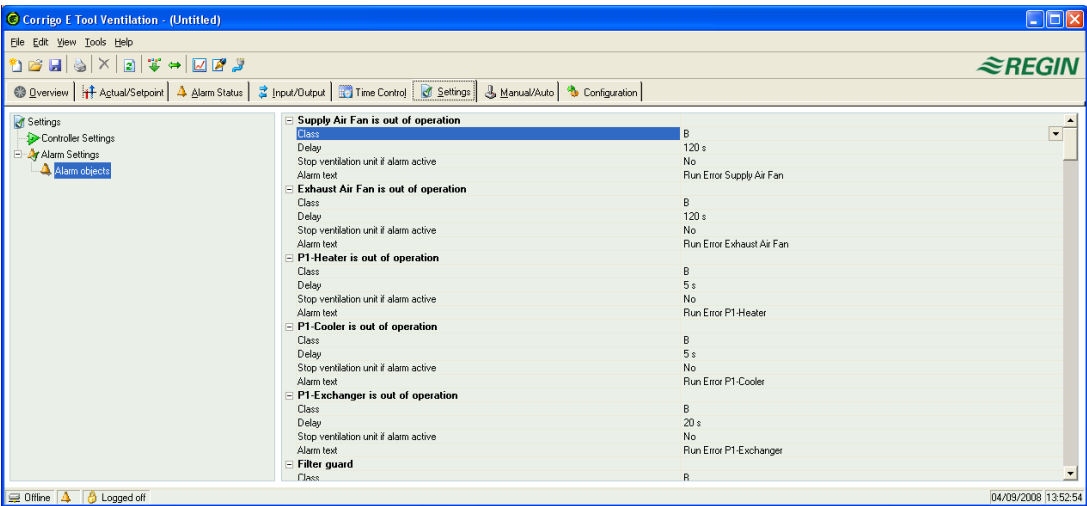 Corrigo E Tool Ventilation - (Untitled)
File Edit View Tools Help
REGIN
Overview Actual/Setpoint Alarm Status Input/Output Time Control Settings Manual/Auto Configuration
Settings
Controller Settings
Alarm Settings
Alarm objects
Supply Air Fan is out of operation
Class B
Delay 120 s
Stop ventilation unit if alarm active No
Alarm text Run Error Supply Air Fan
Exhaust Air Fan is out of operation
Class B
Delay 120 s
Stop ventilation unit if alarm active No
Alarm text Run Error Exhaust Air Fan
P1-Heater is out of operation
Class B
Delay 5 s
Stop ventilation unit if alarm active No
Alarm text Run Error P1-Heater
P1-Cooler is out of operation
Class B
Delay 5 s
Stop ventilation unit if alarm active No
Alarm text Run Error P1-Cooler
P1-Exchanger is out of operation
Class B
Delay 20 s
Stop ventilation unit if alarm active No
Alarm text Run Error P1-Exchanger
Filter guard
Class B
Offline Logged off 04/09/2008 13:52:54